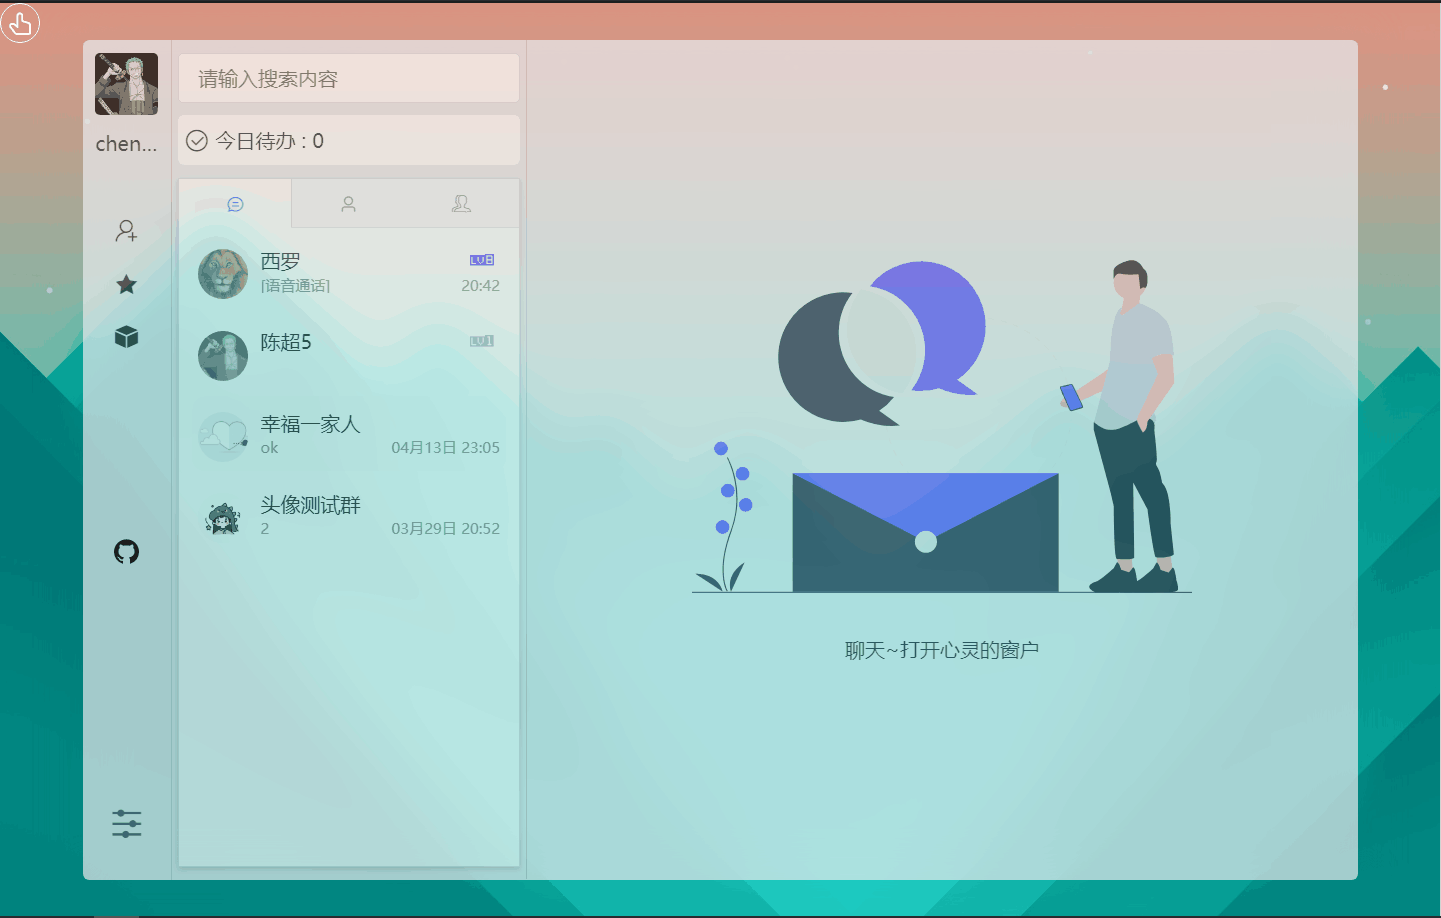 请输入搜索内容
今日待办 : 0
chen...
西罗
LV8
[语音通话]
20:42
陈超5
LV1
幸福一家人
ok
04月13日 23:05
头像测试群
2
03月29日 20:52
聊天~打开心灵的窗户